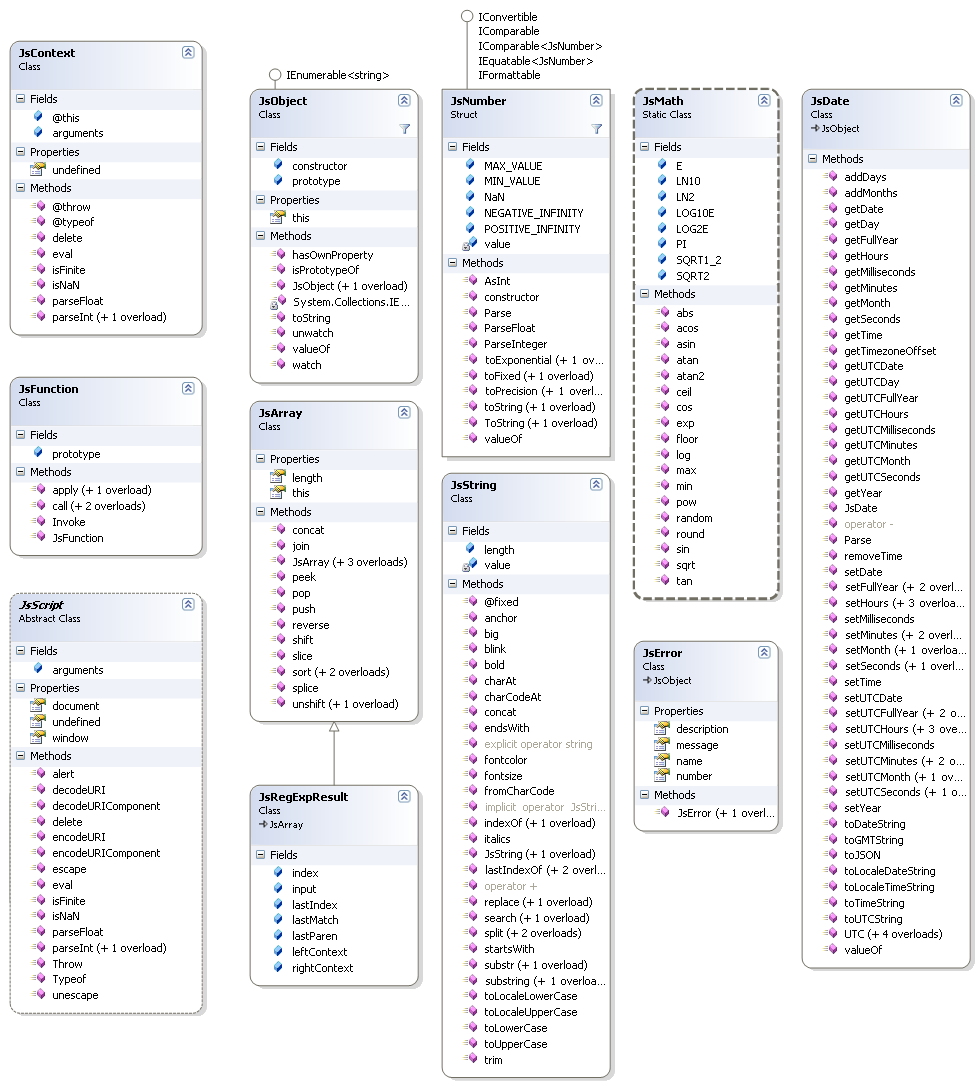 JsContext
Class
Fields
@this
arguments
Properties
undefined
Methods
@throw
@typeof
delete
eval
isFinite
isNaN
parseFloat
parseInt (+ 1 overload)
JsFunction
Class
Fields
prototype
Methods
apply (+ 1 overload)
call (+ 2 overloads)
Invoke
JsFunction
JsScript
Abstract Class
Fields
arguments
Properties
document
undefined
window
Methods
alert
decodeURI
decodeURIComponent
delete
encodeURI
encodeURIComponent
escape
eval
isFinite
isNaN
parseFloat
parseInt (+ 1 overload)
Throw
Typeof
unescape
IEnumerable<string>
JsObject
Class
Fields
constructor
prototype
Properties
this
Methods
hasOwnProperty
isPrototypeOf
JsObject (+ 1 overload)
System.Collections.IE...
toString
unwatch
valueOf
watch
JsArray
Class
Properties
length
this
Methods
concat
join
JsArray (+ 3 overloads)
peek
pop
push
reverse
shift
slice
sort (+ 2 overloads)
splice
unshift (+ 1 overload)
JsRegExpResult
Class
JsArray
Fields
index
input
lastIndex
lastMatch
lastParen
leftContext
rightContext
IConvertible
IComparable
IComparable<JsNumber>
IEquatable<JsNumber>
IFormattable
JsNumber
Struct
Fields
MAX_VALUE
MIN_VALUE
NaN
NEGATIVE_INFINITY
POSITIVE_INFINITY
value
Methods
AsInt
constructor
Parse
ParseFloat
ParseInteger
toExponential (+ 1 ov...
toFixed (+ 1 overload)
toPrecision (+ 1 overl...
toString (+ 1 overload)
ToString (+ 1 overload)
valueOf
JsString
Class
Fields
length
value
Methods
@fixed
anchor
big
blink
bold
charAt
charCodeAt
concat
endsWith
explicit operator string
fontcolor
fontsize
fromCharCode
implicit operator JsStri...
indexOf (+ 1 overload)
italics
JsString (+ 1 overload)
lastIndexOf (+ 2 overl...
operator +
replace (+ 1 overload)
search (+ 1 overload)
split (+ 2 overloads)
startsWith
substr (+ 1 overload)
substring (+ 1 overloa...
toLocaleLowerCase
toLocaleUpperCase
toLowerCase
toUpperCase
trim
JsMath
Static Class
Fields
E
LN10
LN2
LOG10E
LOG2E
PI
SQRT1_2
SQRT2
Methods
abs
acos
asin
atan
atan2
ceil
cos
exp
floor
log
max
min
pow
random
round
sin
sqrt
tan
JsError
Class
JsObject
Properties
description
message
name
number
Methods
JsError (+ 1 overl...
JsDate
Class
JsObject
Methods
addDays
addMonths
getDate
getDay
getFullYear
getHours
getMilliseconds
getMinutes
getMonth
getSeconds
getTime
getTimezoneOffset
getUTCDate
getUTCDay
getUTCFullYear
getUTCHours
getUTCMilliseconds
getUTCMinutes
getUTCMonth
getUTCSeconds
getYear
JsDate
operator -
Parse
removeTime
setDate
setFullYear (+ 2 overl...
setHours (+ 3 overloa...
setMilliseconds
setMinutes (+ 2 overl...
setMonth (+ 1 overloa...
setSeconds (+ 1 overl...
setTime
setUTCDate
setUTCFullYear (+ 2 o...
setUTCHours (+ 3 ove...
setUTCMilliseconds
setUTCMinutes (+ 2 o...
setUTCMonth (+ 1 ov...
setUTCSeconds (+ 1 o...
setYear
toDateString
toGMTString
toJSON
toLocaleDateString
toLocaleTimeString
toTimeString
toUTCString
UTC (+ 4 overloads)
valueOf